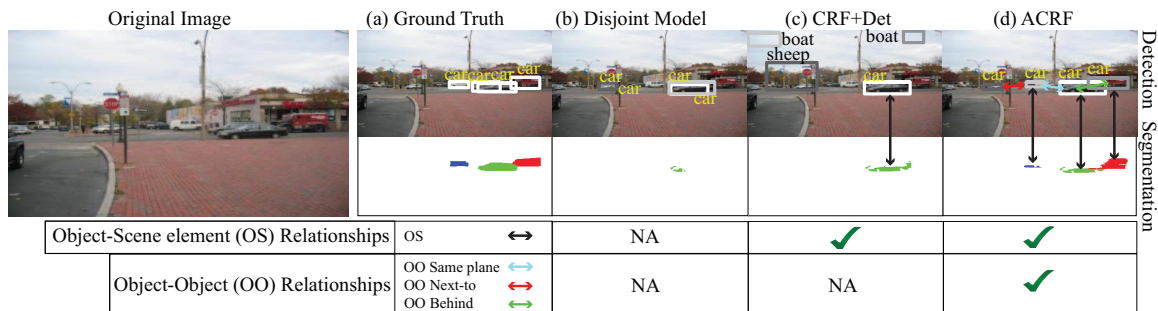 Original Image
(a) Ground Truth
(b) Disjoint Model
(c) CRF+Det
(d) ACRF
car car car car
car
car
car
car
boat
boat
sheep
car
car
car
car
car
Detection
Segmentation
Object-Scene element (OS) Relationships
OS
NA
Object-Object (OO) Relationships
OO Same plane
OO Next-to
OO Behind
NA
NA